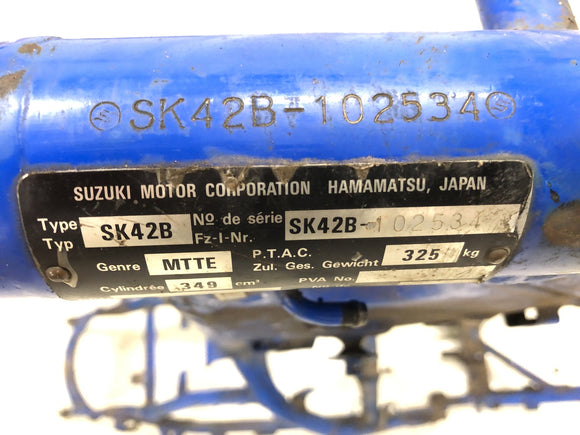 SK42B-102534
SUZUKI MOTOR CORPORATION HAMAMATSU, JAPAN
Type Typ SK42B Nº de série Fz-I-Nr. SK42B-102534
Genre MTTE P.T.A.C. Zul. Ges. Gewicht 325 kg
Cylindrée 349 cm³ PVA No.